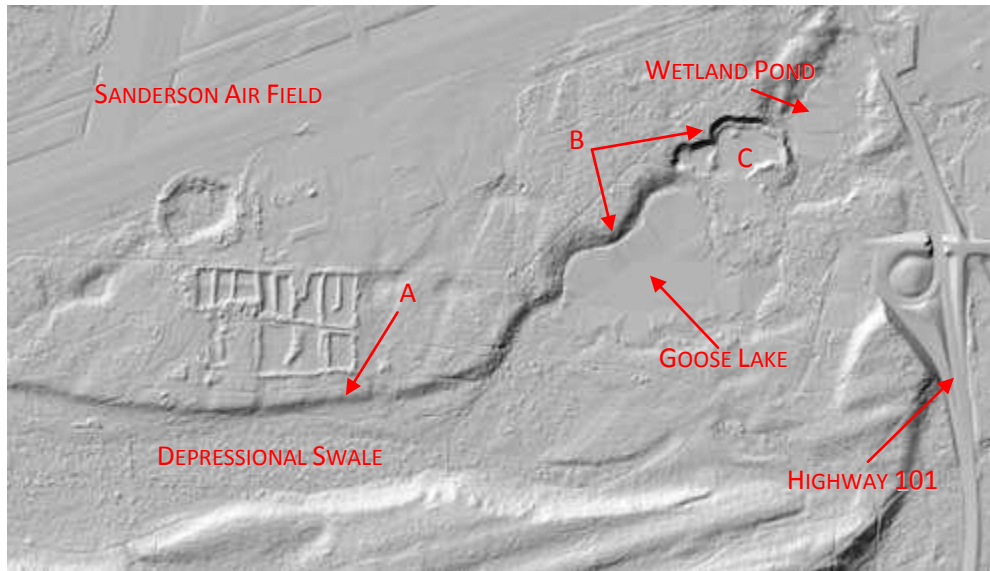 WETLAND POND
SANDERSON AIR FIELD
B
C
A
GOOSE LAKE
DEPRESSIONAL SWALE
HIGHWAY 101